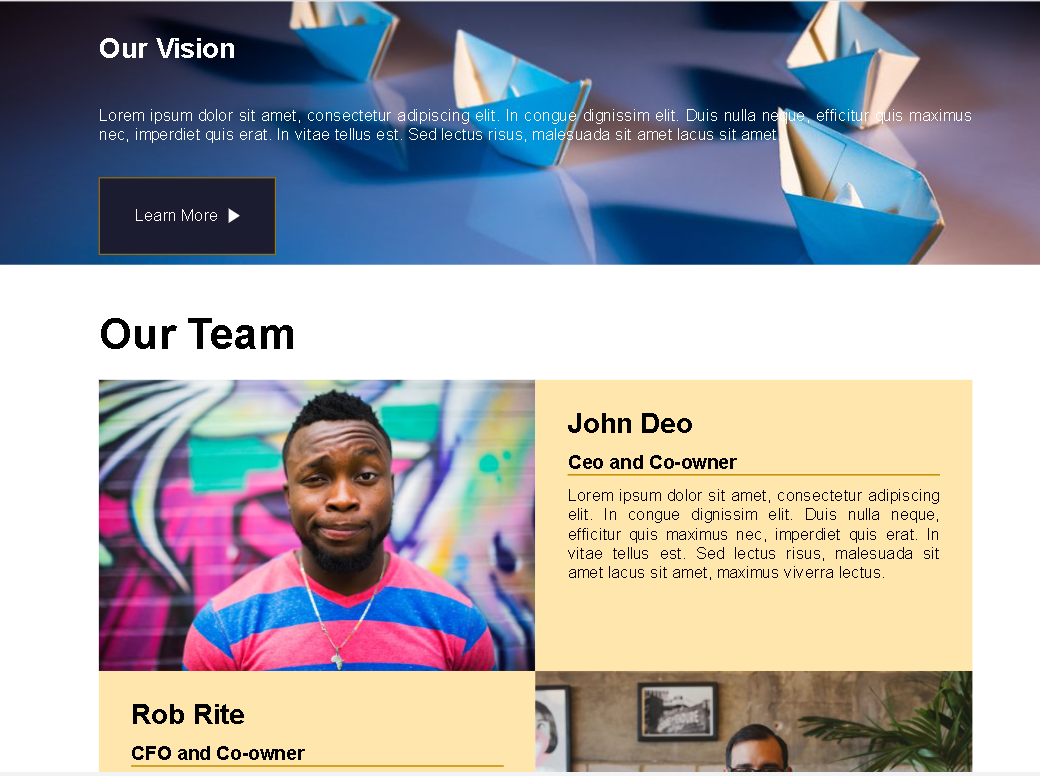 Our Vision
Lorem ipsum dolor sit amet, consectetur adipiscing elit. In congue dignissim elit. Duis nulla neque, efficitur quis maximus
nec, imperdiet quis erat. In vitae tellus est. Sed lectus risus, malesuada sit amet lacus sit amet
Learn More
Our Team
John Deo
Ceo and Co-owner
Lorem ipsum dolor sit amet, consectetur adipiscing
elit. In congue dignissim elit. Duis nulla neque,
efficitur quis maximus nec, imperdiet quis erat. In
vitae tellus est. Sed lectus risus, malesuada sit
amet lacus sit amet, maximus viverra lectus.
Rob Rite
CFO and Co-owner